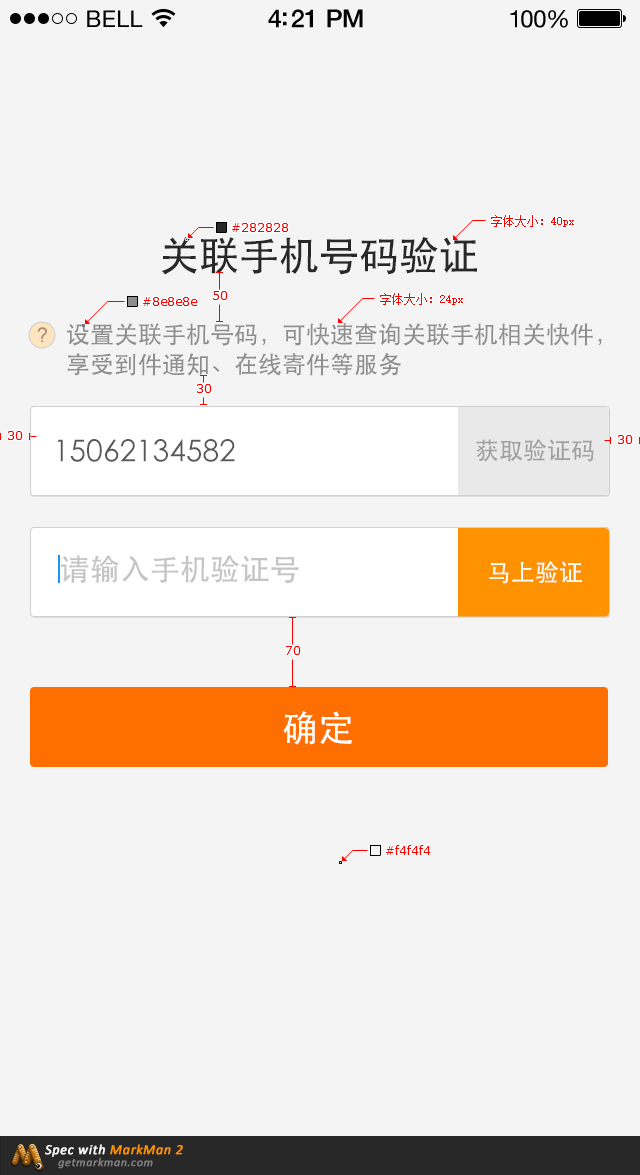 BELL 4:21 PM 100%
#282828 字体大小：40px
关联手机号码验证
50
#8e8e8e 字体大小：24px
? 设置关联手机号码，可快速查询关联手机相关快件，
享受到件通知、在线寄件等服务
30
30 15062134582 获取验证码 30
请输入手机验证号 马上验证
70
确定
#f4f4f4
Spec with MarkMan 2
getmarkman.com